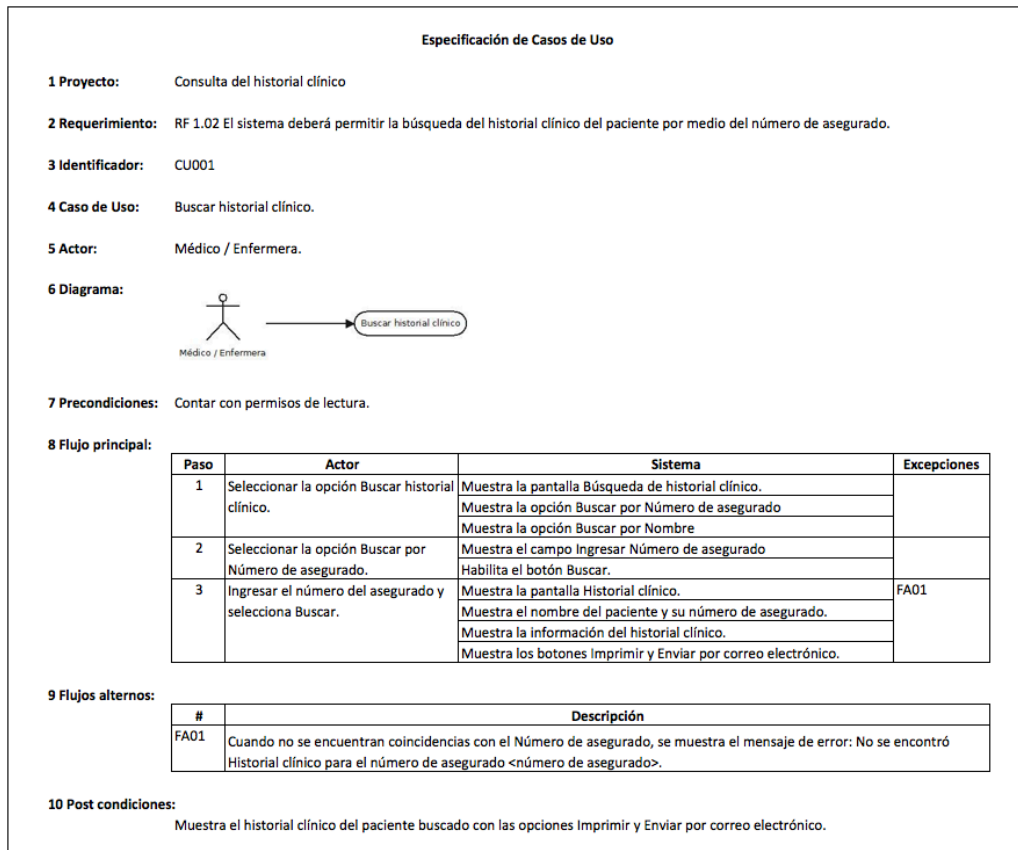 Especificación de Casos de Uso
1 Proyecto: Consulta del historial clínico
2 Requerimiento: RF 1.02 El sistema deberá permitir la búsqueda del historial clínico del paciente por medio del número de asegurado.
3 Identificador: CU001
4 Caso de Uso: Buscar historial clínico.
5 Actor: Médico / Enfermera.
6 Diagrama:
Buscar historial clínico
Médico / Enfermera
7 Precondiciones: Contar con permisos de lectura.
8 Flujo principal:
Paso Actor Sistema Excepciones
1 Seleccionar la opción Buscar historial Muestra la pantalla Búsqueda de historial clínico.
clínico. Muestra la opción Buscar por Número de asegurado
Muestra la opción Buscar por Nombre
2 Seleccionar la opción Buscar por Muestra el campo Ingresar Número de asegurado
Número de asegurado. Habilita el botón Buscar.
3 Ingresar el número del asegurado y Muestra la pantalla Historial clínico. FA01
selecciona Buscar. Muestra el nombre del paciente y su número de asegurado.
Muestra la información del historial clínico.
Muestra los botones Imprimir y Enviar por correo electrónico.
9 Flujos alternos:
# Descripción
FA01 Cuando no se encuentran coincidencias con el Número de asegurado, se muestra el mensaje de error: No se encontró
Historial clínico para el número de asegurado <número de asegurado>.
10 Post condiciones:
Muestra el historial clínico del paciente buscado con las opciones Imprimir y Enviar por correo electrónico.